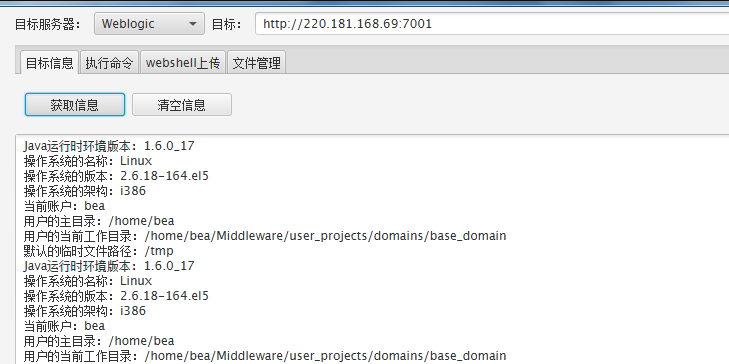 目标服务器： Weblogic 目标： http://220.181.168.69:7001
目标信息 执行命令 webshell上传 文件管理
获取信息 清空信息
Java运行时环境版本：1.6.0_17
操作系统的名称：Linux
操作系统的版本：2.6.18-164.el5
操作系统的架构：i386
当前账户：bea
用户的主目录：/home/bea
用户的当前工作目录：/home/bea/Middleware/user_projects/domains/base_domain
默认的临时文件路径：/tmp
Java运行时环境版本：1.6.0_17
操作系统的名称：Linux
操作系统的版本：2.6.18-164.el5
操作系统的架构：i386
当前账户：bea
用户的主目录：/home/bea
用户的当前工作目录：/home/bea/Middleware/user_projects/domains/base_domain